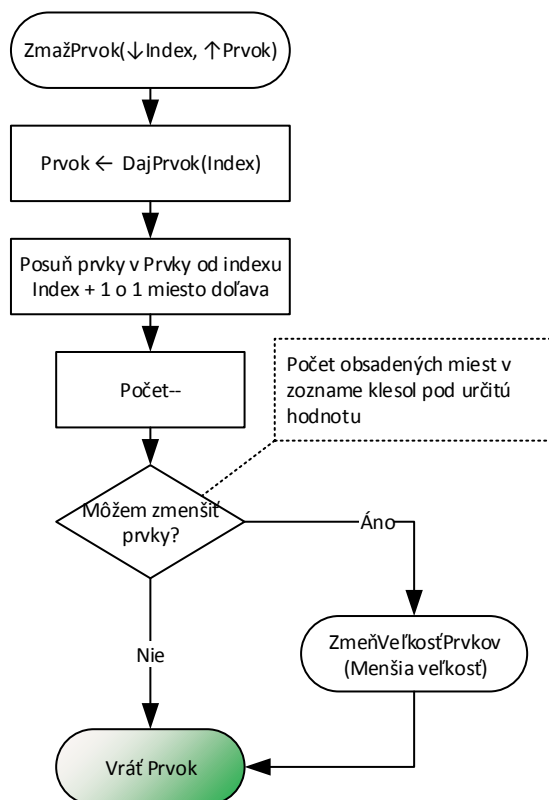 ZmažPrvok(↓Index, ↑Prvok)
Prvok ← DajPrvok(Index)
Posuň prvky v Prvky od indexu
Index + 1 o 1 miesto doľava
Počet--
Počet obsadených miest v
zozname klesol pod určitú
hodnotu
Môžem zmenšiť
prvky?
Áno
ZmeňVeľkosťPrvkov
(Menšia veľkosť)
Nie
Vráť Prvok